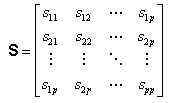 S = [ s₁₁ s₁₂ ⋯ s₁ₚ
s₂₁ s₂₂ ⋯ s₂ₚ
⋮ ⋮ ⋱ ⋮
s₁ₚ s₂ₚ ⋯ sₚₚ ]